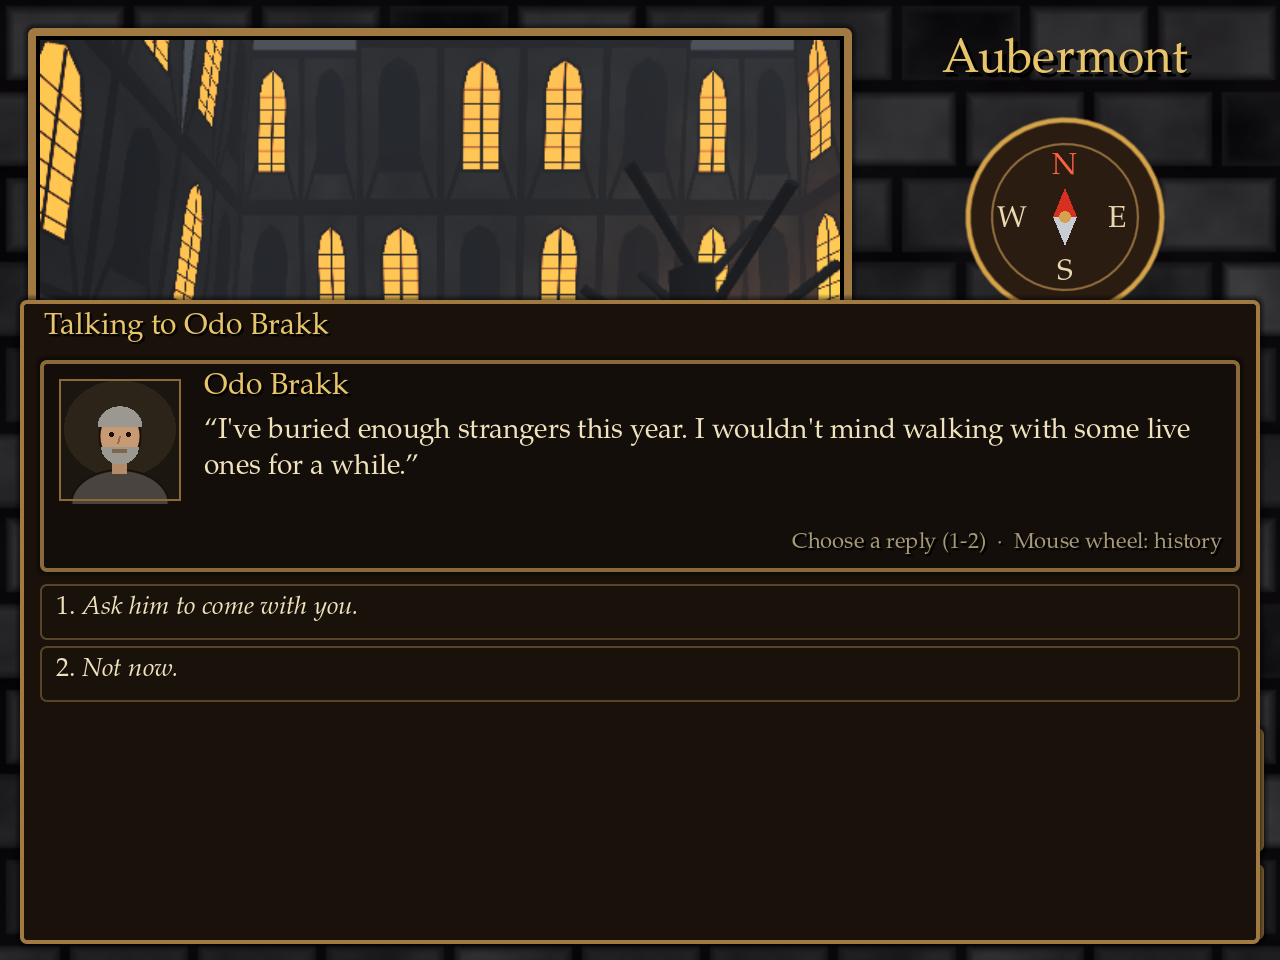 Aubermont
N
W E
S
Talking to Odo Brakk
Odo Brakk
“I've buried enough strangers this year. I wouldn't mind walking with some live
ones for a while.”
Choose a reply (1-2) · Mouse wheel: history
1. Ask him to come with you.
2. Not now.